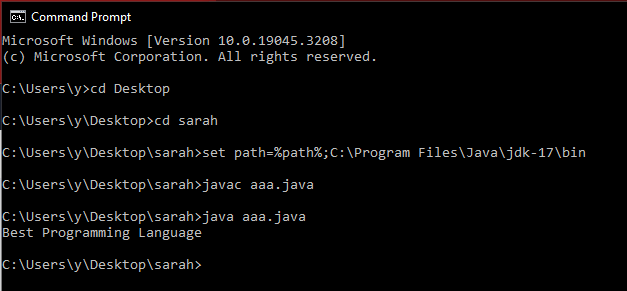 Command Prompt
Microsoft Windows [Version 10.0.19045.3208]
(c) Microsoft Corporation. All rights reserved.
C:\Users\y>cd Desktop
C:\Users\y\Desktop>cd sarah
C:\Users\y\Desktop\sarah>set path=%path%;C:\Program Files\Java\jdk-17\bin
C:\Users\y\Desktop\sarah>javac aaa.java
C:\Users\y\Desktop\sarah>java aaa.java
Best Programming Language
C:\Users\y\Desktop\sarah>